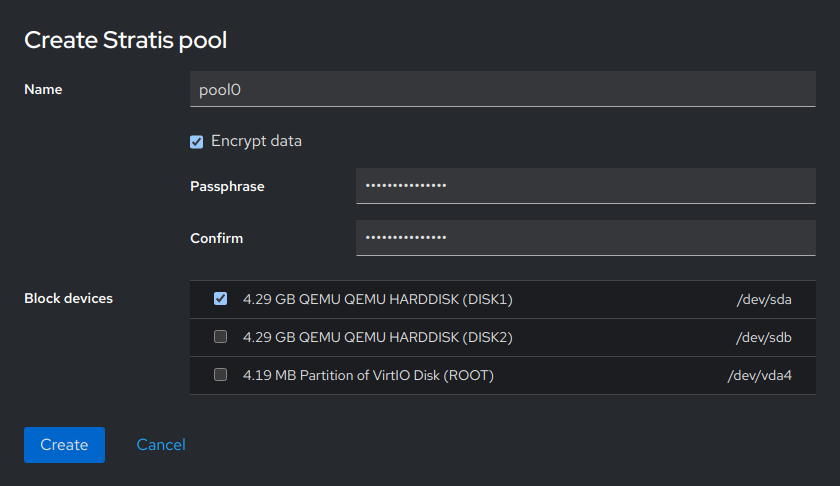 Create Stratis pool
Name
pool0
Encrypt data
Passphrase
•••••••••••••••
Confirm
•••••••••••••••
Block devices
4.29 GB QEMU QEMU HARDDISK (DISK1) /dev/sda
4.29 GB QEMU QEMU HARDDISK (DISK2) /dev/sdb
4.19 MB Partition of VirtIO Disk (ROOT) /dev/vda4
Create Cancel